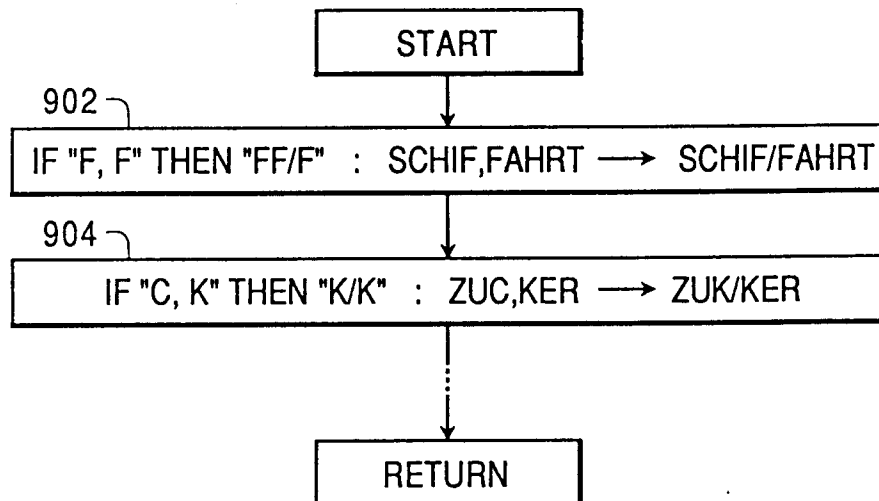 START
902
IF "F, F" THEN "FF/F" : SCHIF,FAHRT → SCHIF/FAHRT
904
IF "C, K" THEN "K/K" : ZUC,KER → ZUK/KER
RETURN